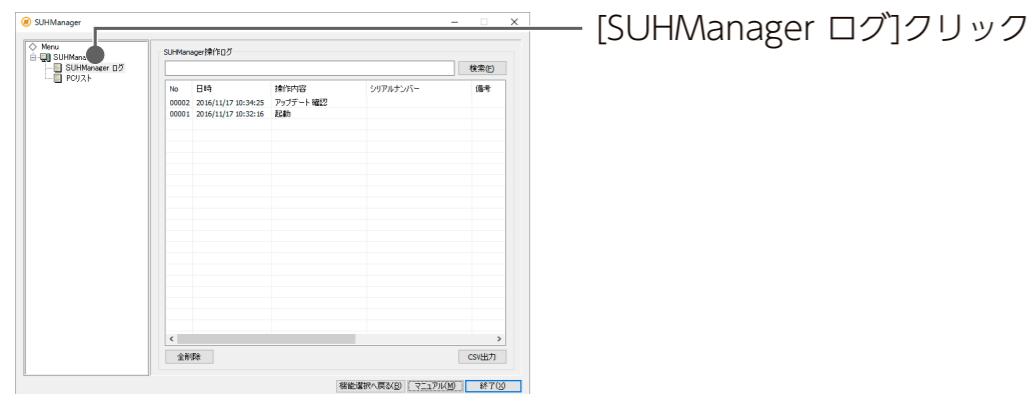 SUHManager
[SUHManager ログ]クリック
Menu
SUHMana
SUHManager ログ
PCリスト
SUHManager操作ログ
検索(F)
No 日時 操作内容 シリアルナンバー 備考
00002 2016/11/17 10:34:25 アップデート確認
00001 2016/11/17 10:32:16 起動
全削除
CSV出力
機能選択へ戻る(B) マニュアル(M) 終了(X)